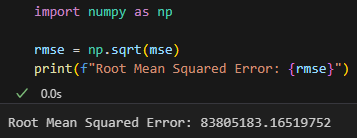 import numpy as np
rmse = np.sqrt(mse)
print(f"Root Mean Squared Error: {rmse}")
0.0s
Root Mean Squared Error: 83805183.16519752